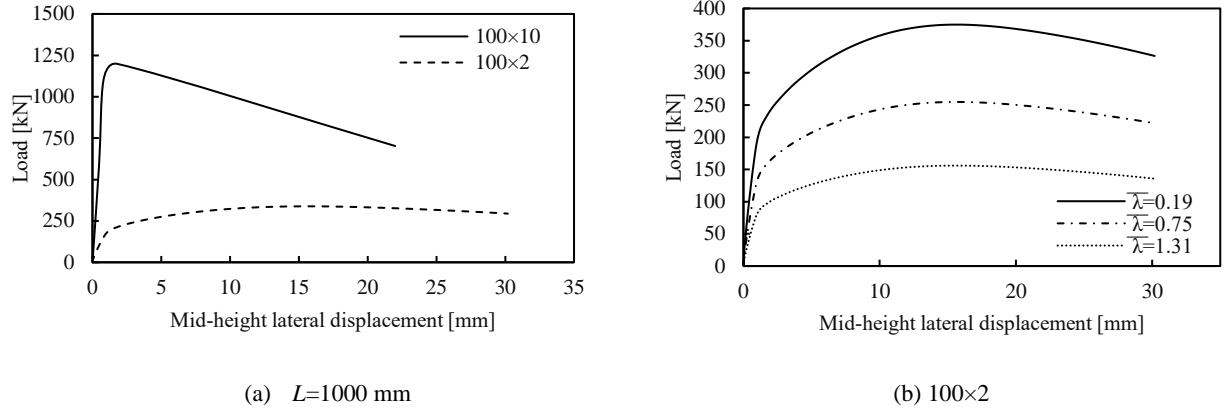 1500
1250
1000
750
500
250
0
Load [kN]
100×10
100×2
0 5 10 15 20 25 30 35
Mid-height lateral displacement [mm]
(a) L=1000 mm
400
350
300
250
200
150
100
50
0
Load [kN]
λ̅=0.19
λ̅=0.75
λ̅=1.31
0 10 20 30
Mid-height lateral displacement [mm]
(b) 100×2